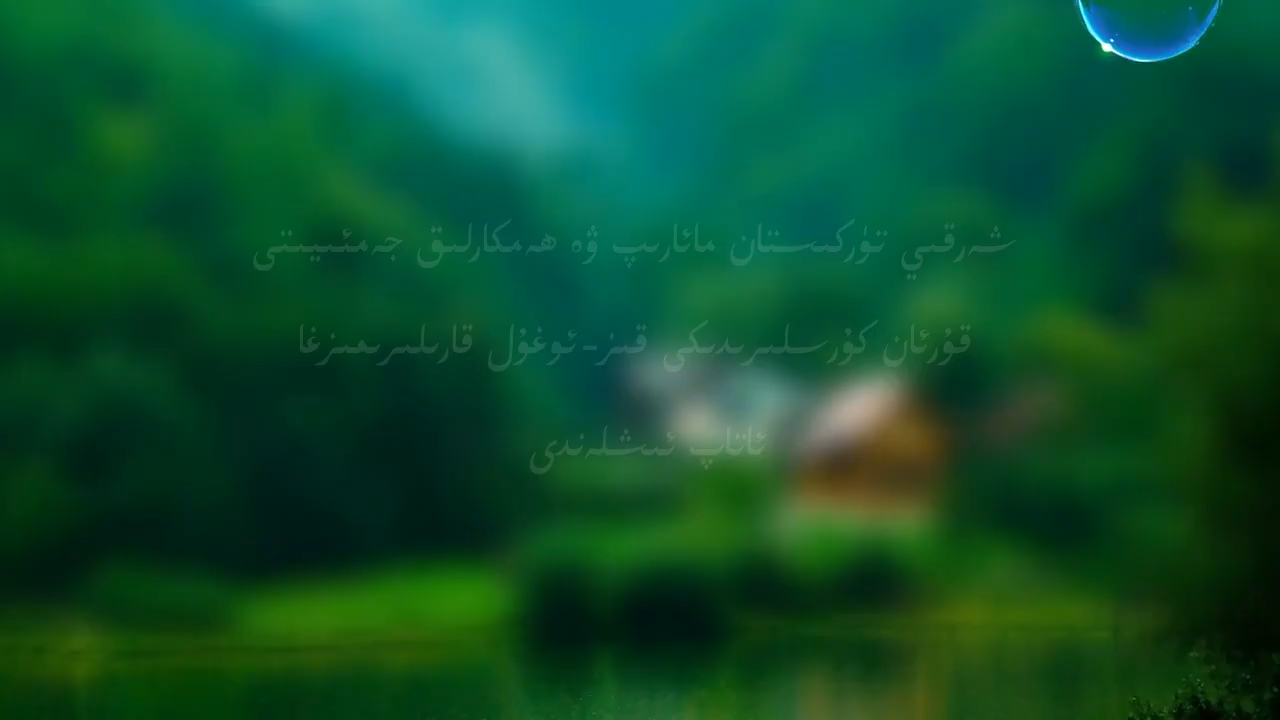 شەرقىي تۈركىستان مائارىپ ۋە ھەمكارلىق جەمئىيىتى
قۇرئان كۇرسلىرىدىكى قىز-ئوغۇل قارىلىرىمىزغا
ئاتاپ ئىشلەندى